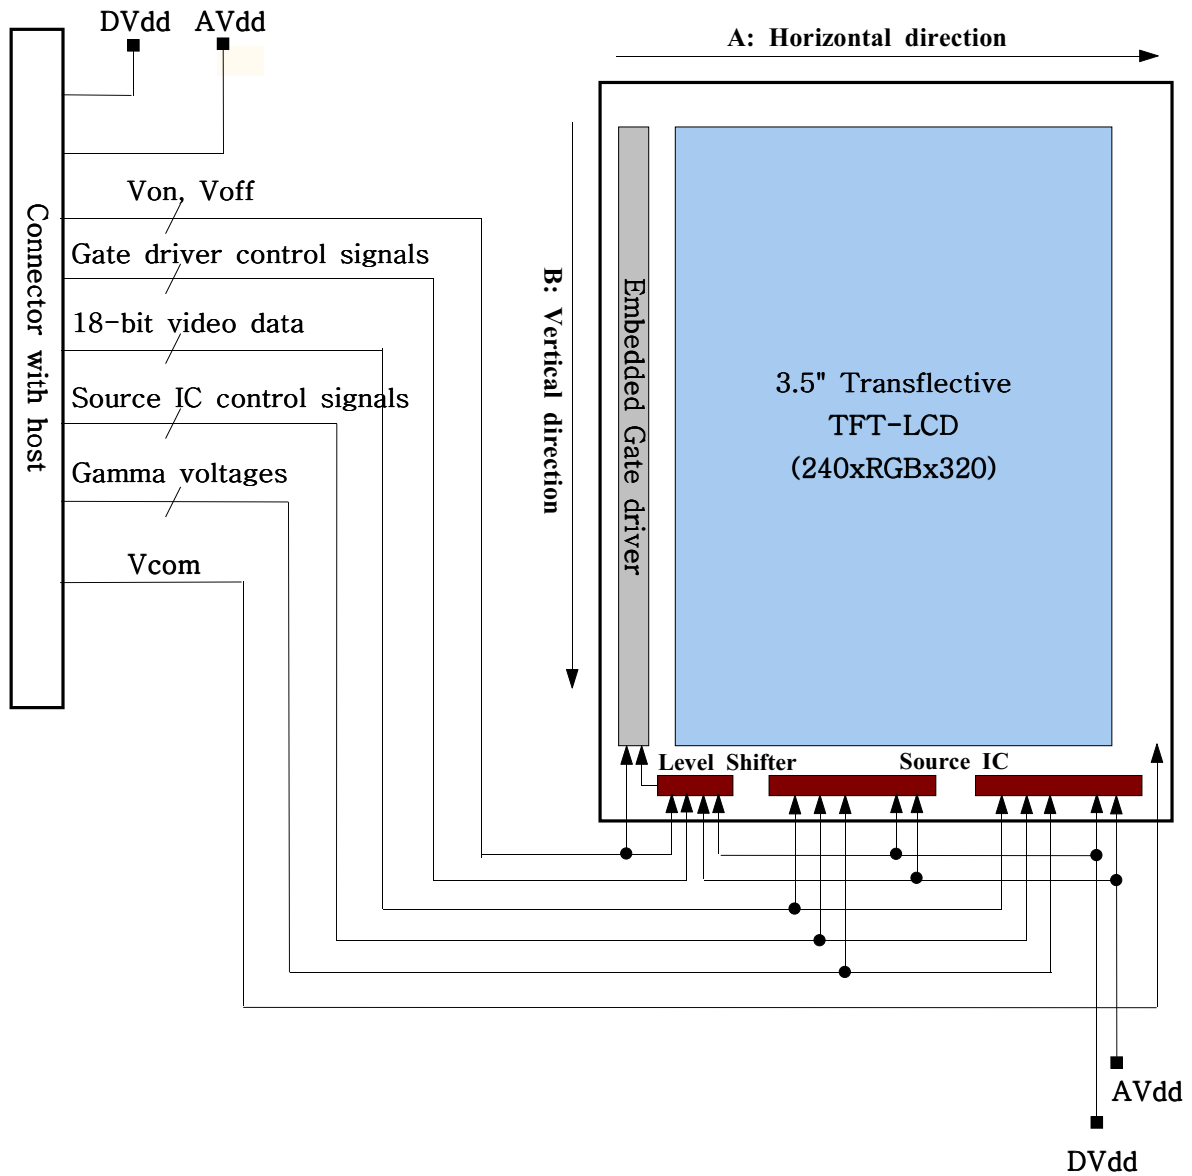 DVdd
AVdd
A: Horizontal direction
Connector with host
Von, Voff
Gate driver control signals
18-bit video data
Source IC control signals
Gamma voltages
Vcom
B: Vertical direction
Embedded Gate driver
3.5" Transflective
TFT-LCD
(240xRGBx320)
Level Shifter
Source IC
AVdd
DVdd